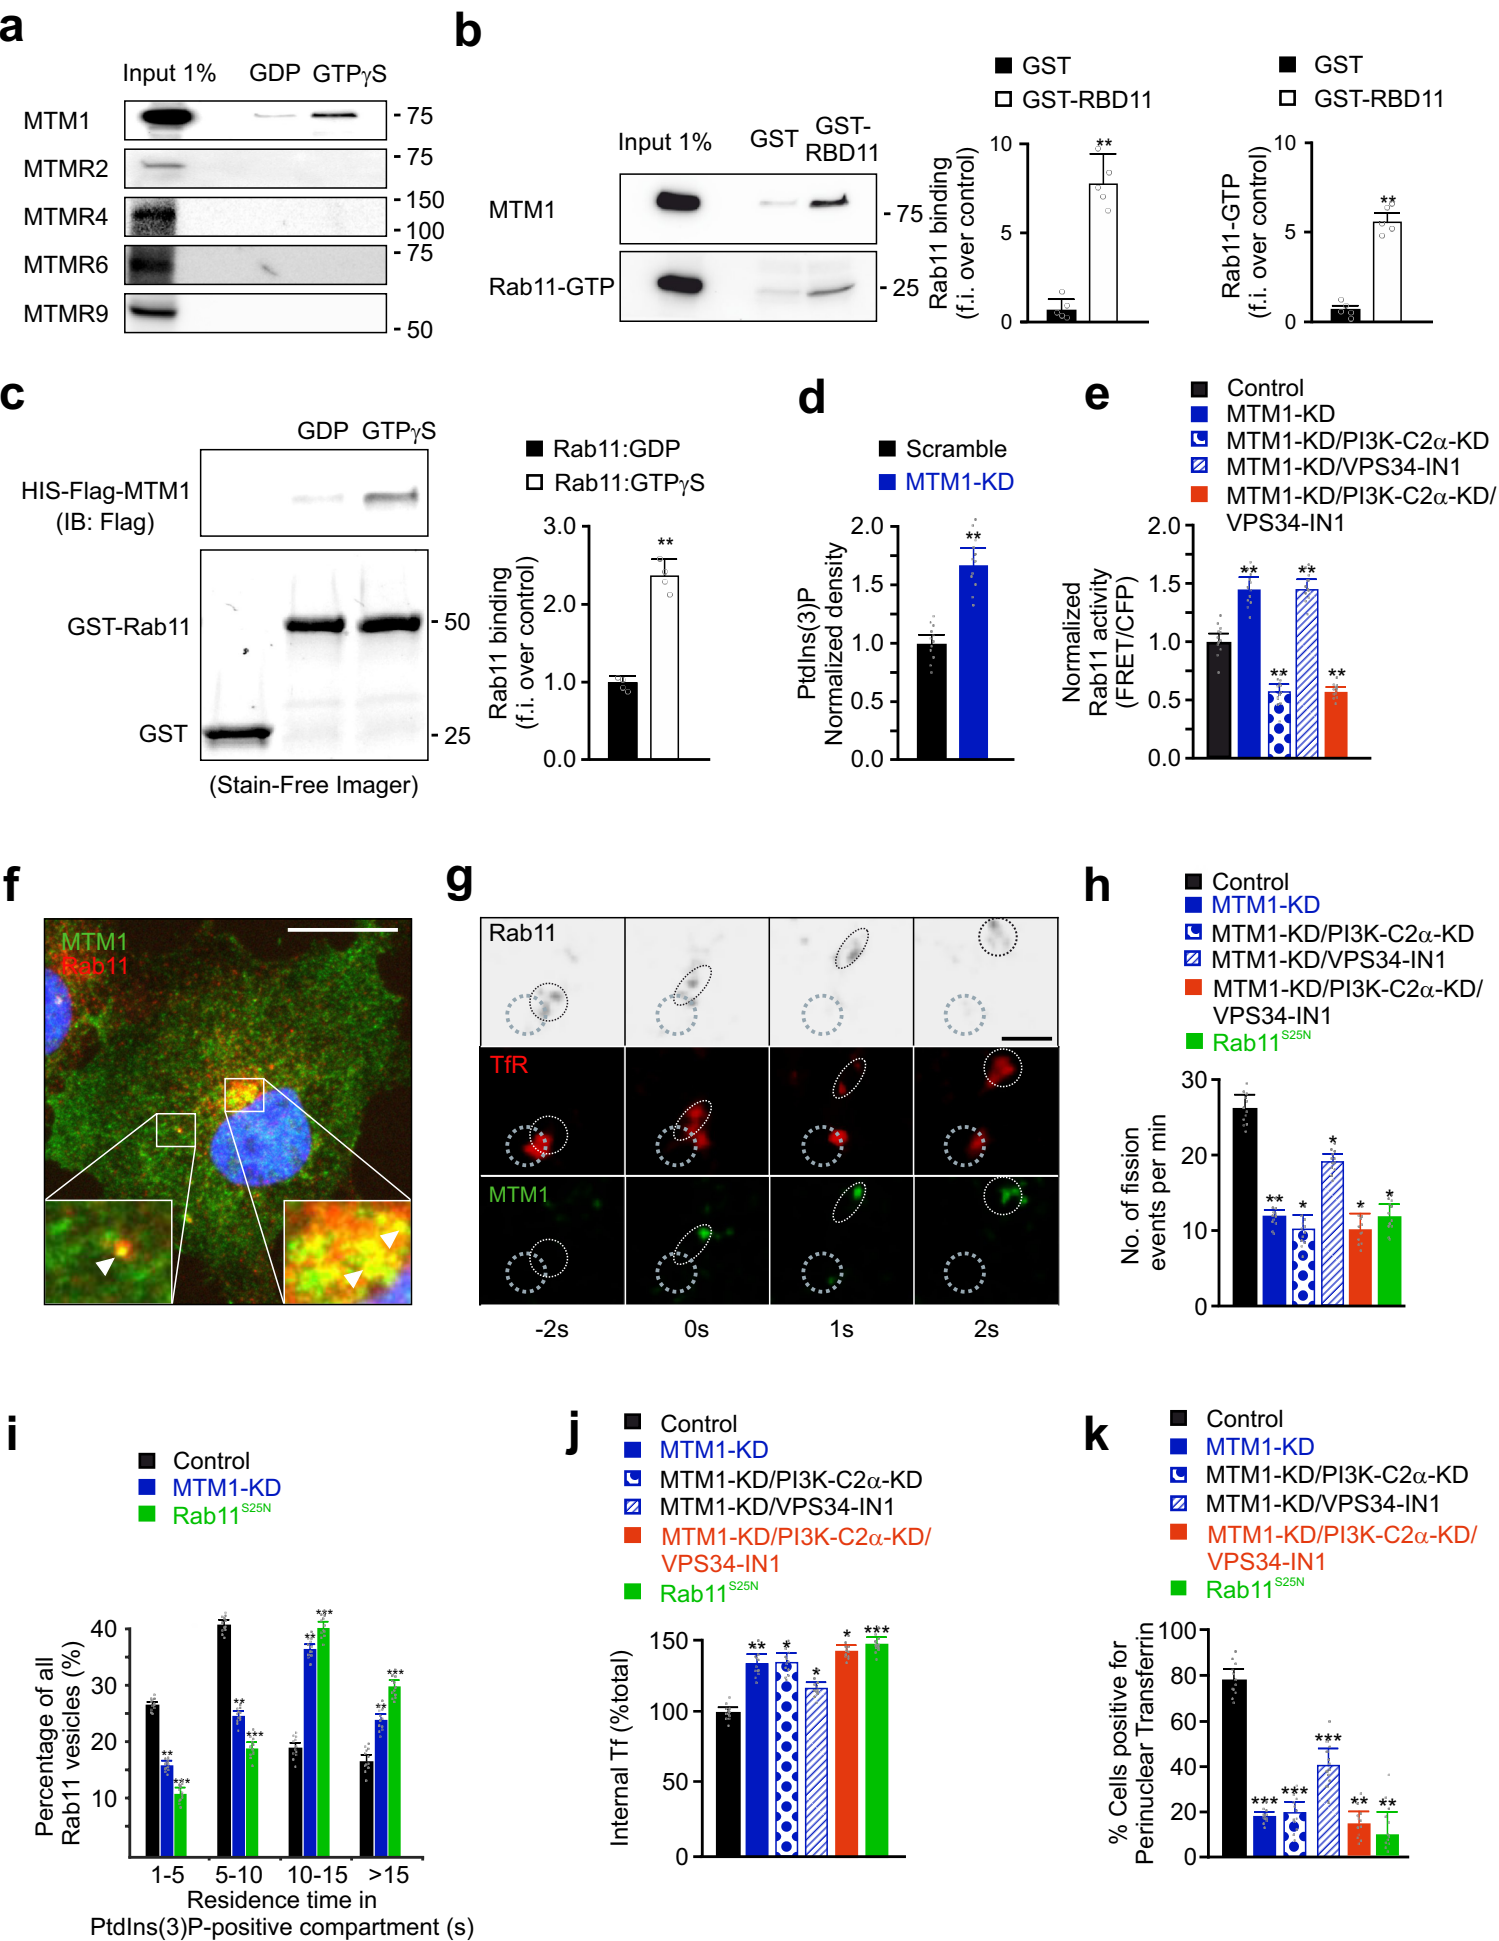 a
Input 1% GDP GTPγS
MTM1 - 75
MTMR2 - 75
MTMR4 - 150
- 100
MTMR6 - 75
MTMR9
- 50
b
Input 1% GST GST-
RBD11
MTM1 - 75
Rab11-GTP - 25
GST
GST-RBD11
Rab11 binding
(f.i. over control)
10
5
0
**
GST
GST-RBD11
Rab11-GTP
(f.i. over control)
10
5
0
**
c
GDP GTPγS
HIS-Flag-MTM1
(IB: Flag)
GST-Rab11 - 50
GST - 25
(Stain-Free Imager)
Rab11:GDP
Rab11:GTPγS
Rab11 binding
(f.i. over control)
3.0
2.0
1.0
0.0
**
d
Scramble
MTM1-KD
PtdIns(3)P
Normalized density
2.0
1.5
1.0
0.5
0.0
**
e
Control
MTM1-KD
MTM1-KD/PI3K-C2α-KD
MTM1-KD/VPS34-IN1
MTM1-KD/PI3K-C2α-KD/
VPS34-IN1
Normalized
Rab11 activity
(FRET/CFP)
2.0
1.5
1.0
0.5
0.0
** ** ** **
f
MTM1
Rab11
g
Rab11
TfR
MTM1
-2s 0s 1s 2s
h
Control
MTM1-KD
MTM1-KD/PI3K-C2α-KD
MTM1-KD/VPS34-IN1
MTM1-KD/PI3K-C2α-KD/
VPS34-IN1
Rab11S25N
No. of fission
events per min
30
20
10
0
** * * * *
i
Control
MTM1-KD
Rab11S25N
Percentage of all
Rab11 vesicles (%)
40
30
20
10
** *** ** *** ** *** ** ***
1-5 5-10 10-15 >15
Residence time in
PtdIns(3)P-positive compartment (s)
j
Control
MTM1-KD
MTM1-KD/PI3K-C2α-KD
MTM1-KD/VPS34-IN1
MTM1-KD/PI3K-C2α-KD/
VPS34-IN1
Rab11S25N
Internal Tf (%total)
150
100
50
0
** * * * ***
k
Control
MTM1-KD
MTM1-KD/PI3K-C2α-KD
MTM1-KD/VPS34-IN1
MTM1-KD/PI3K-C2α-KD/
VPS34-IN1
Rab11S25N
% Cells positive for
Perinuclear Transferrin
100
80
60
40
20
0
*** *** *** ** **